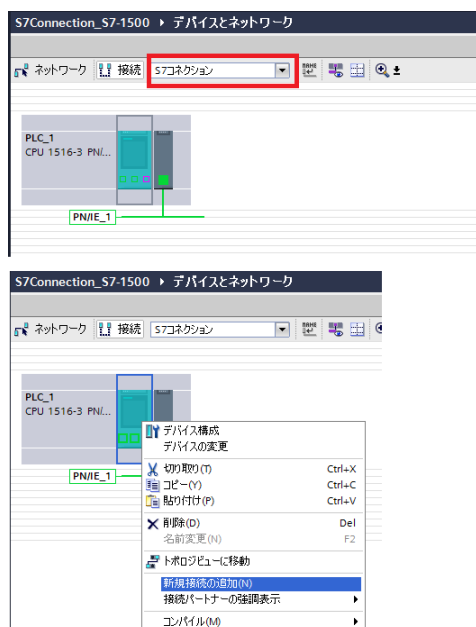 S7Connection_S7-1500 ▸ デバイスとネットワーク
ネットワーク 接続 S7コネクション
PLC_1
CPU 1516-3 PN/...
PN/IE_1
S7Connection_S7-1500 ▸ デバイスとネットワーク
ネットワーク 接続 S7コネクション
PLC_1
CPU 1516-3 PN/...
PN/IE_1
デバイス構成
デバイスの変更
切り取り(T) Ctrl+X
コピー(Y) Ctrl+C
貼り付け(P) Ctrl+V
削除(D) Del
名前変更(N) F2
トポロジビューに移動
新規接続の追加(N)
接続パートナーの強調表示
コンパイル(M)